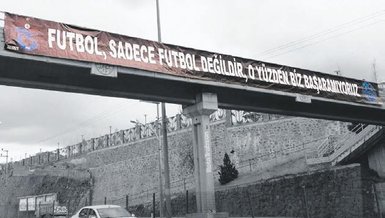 FUTBOL, SADECE FUTBOL DEĞİLDİR, O YÜZDEN BİZ BAŞARAMIYORUZ